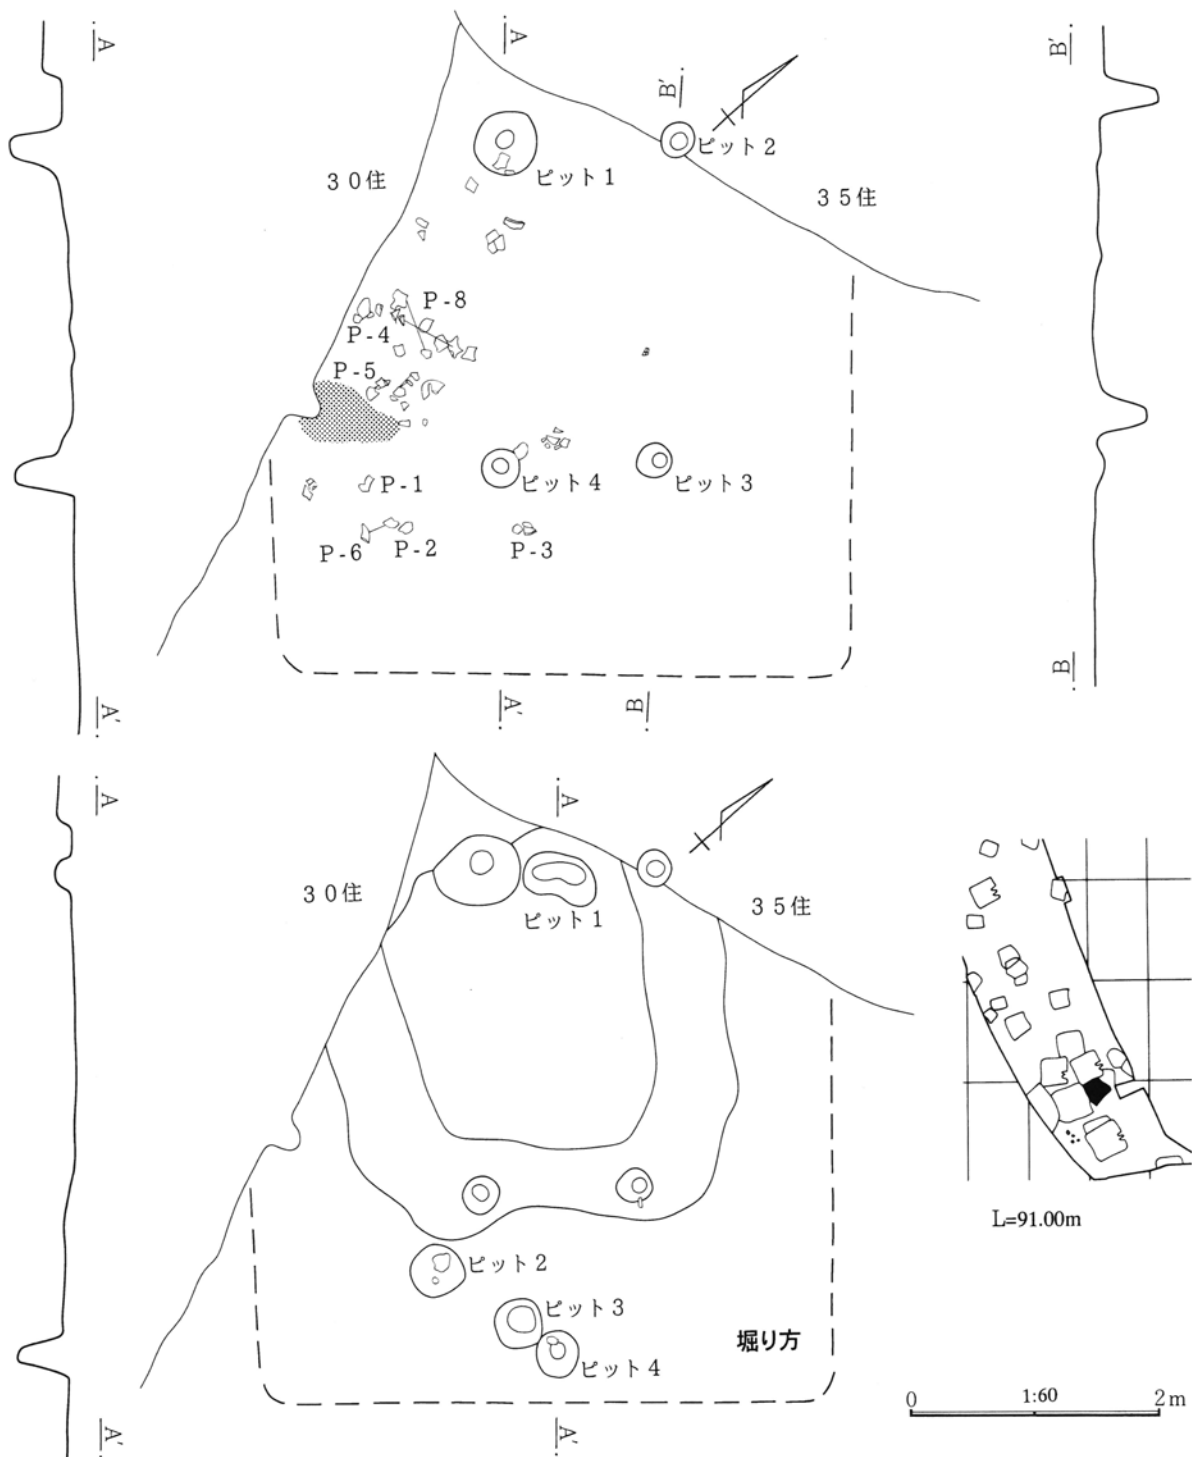 A
A
B'
B'
ピット2
ピット1
30住
35住
P-8
P-4
P-5
P-1
ピット4
ピット3
P-6
P-2
P-3
A'
A'
B
B
A
A
30住
35住
ピット1
L=91.00m
ピット2
ピット3
ピット4
堀り方
0 1:60 2m
A'
A'